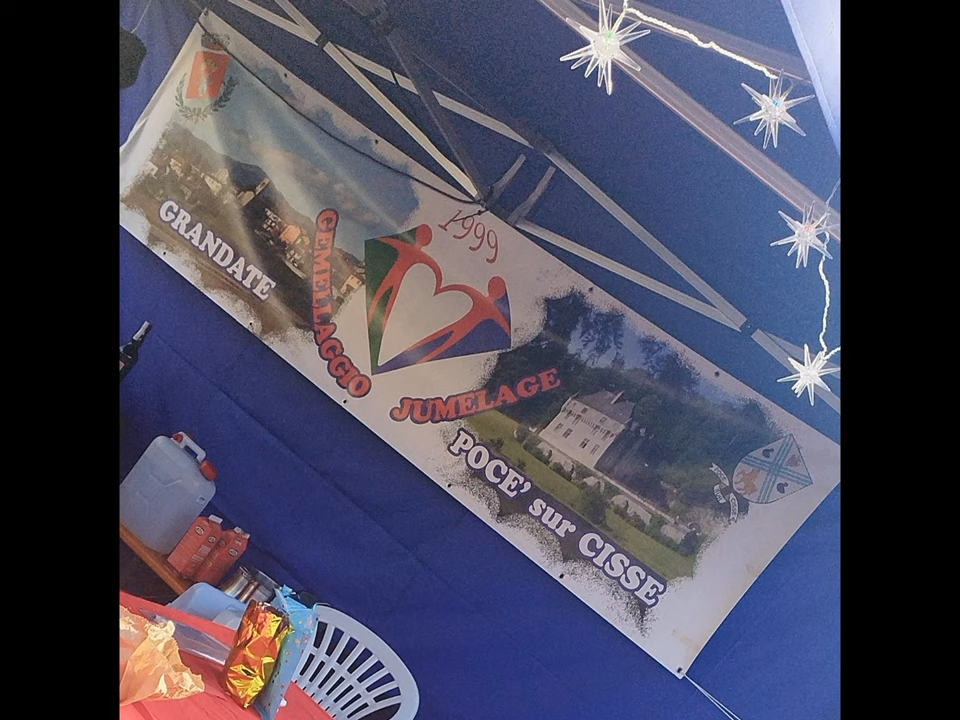 1999
GRANDATE
GEMELLAGGIO
JUMELAGE
POCE' sur CISSE